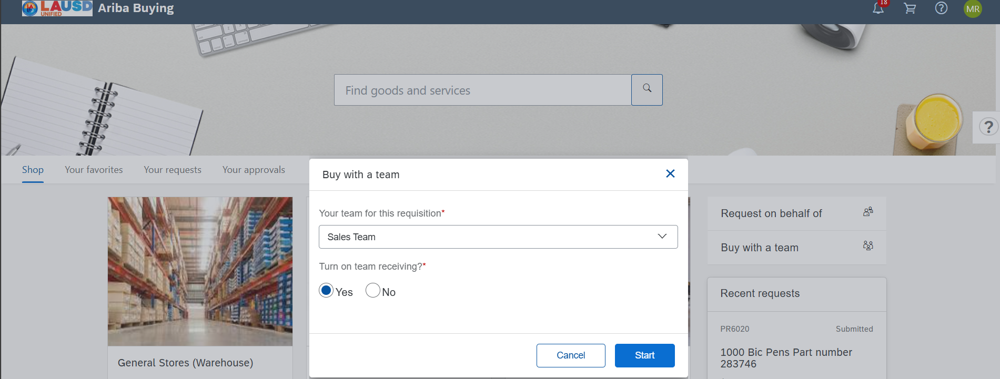 LAUSD
UNIFIED
Ariba Buying
18
MR
Find goods and services
?
Shop
Your favorites
Your requests
Your approvals
Buy with a team
Your team for this requisition*
Sales Team
Turn on team receiving?*
Yes
No
Cancel
Start
General Stores (Warehouse)
Request on behalf of
Buy with a team
Recent requests
PR6020
Submitted
1000 Bic Pens Part number
283746